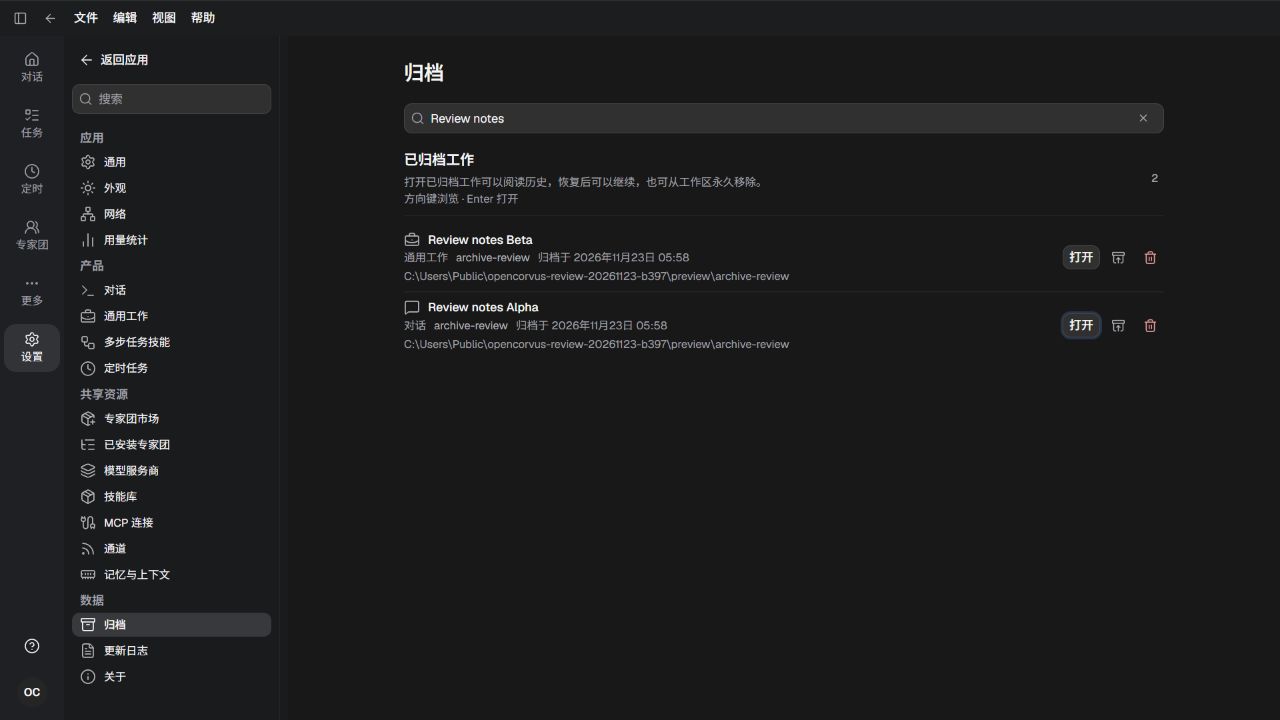 文件 编辑 视图 帮助
对话
任务
定时
专家团
更多
设置
OC
返回应用
搜索
应用
通用
外观
网络
用量统计
产品
对话
通用工作
多步任务技能
定时任务
共享资源
专家团市场
已安装专家团
模型服务商
技能库
MCP 连接
通道
记忆与上下文
数据
归档
更新日志
关于
归档
Review notes
已归档工作
打开已归档工作可以阅读历史，恢复后可以继续，也可从工作区永久移除。
方向键浏览 · Enter 打开
2
Review notes Beta
通用工作 archive-review 归档于 2026年11月23日 05:58
C:\Users\Public\opencorvus-review-20261123-b397\preview\archive-review
打开
Review notes Alpha
对话 archive-review 归档于 2026年11月23日 05:58
C:\Users\Public\opencorvus-review-20261123-b397\preview\archive-review
打开